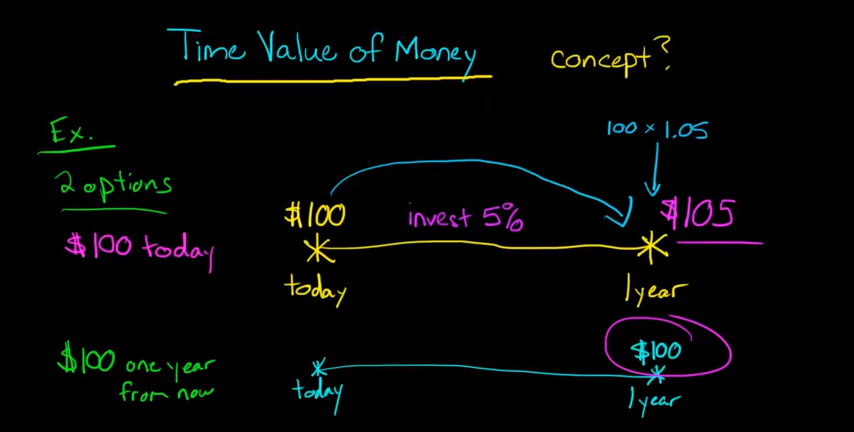 Time Value of Money
concept?
Ex.
2 options
$100 today
100 × 1.05
$100
invest 5%
$105
today
1 year
$100 one year
from now
$100
today
1 year